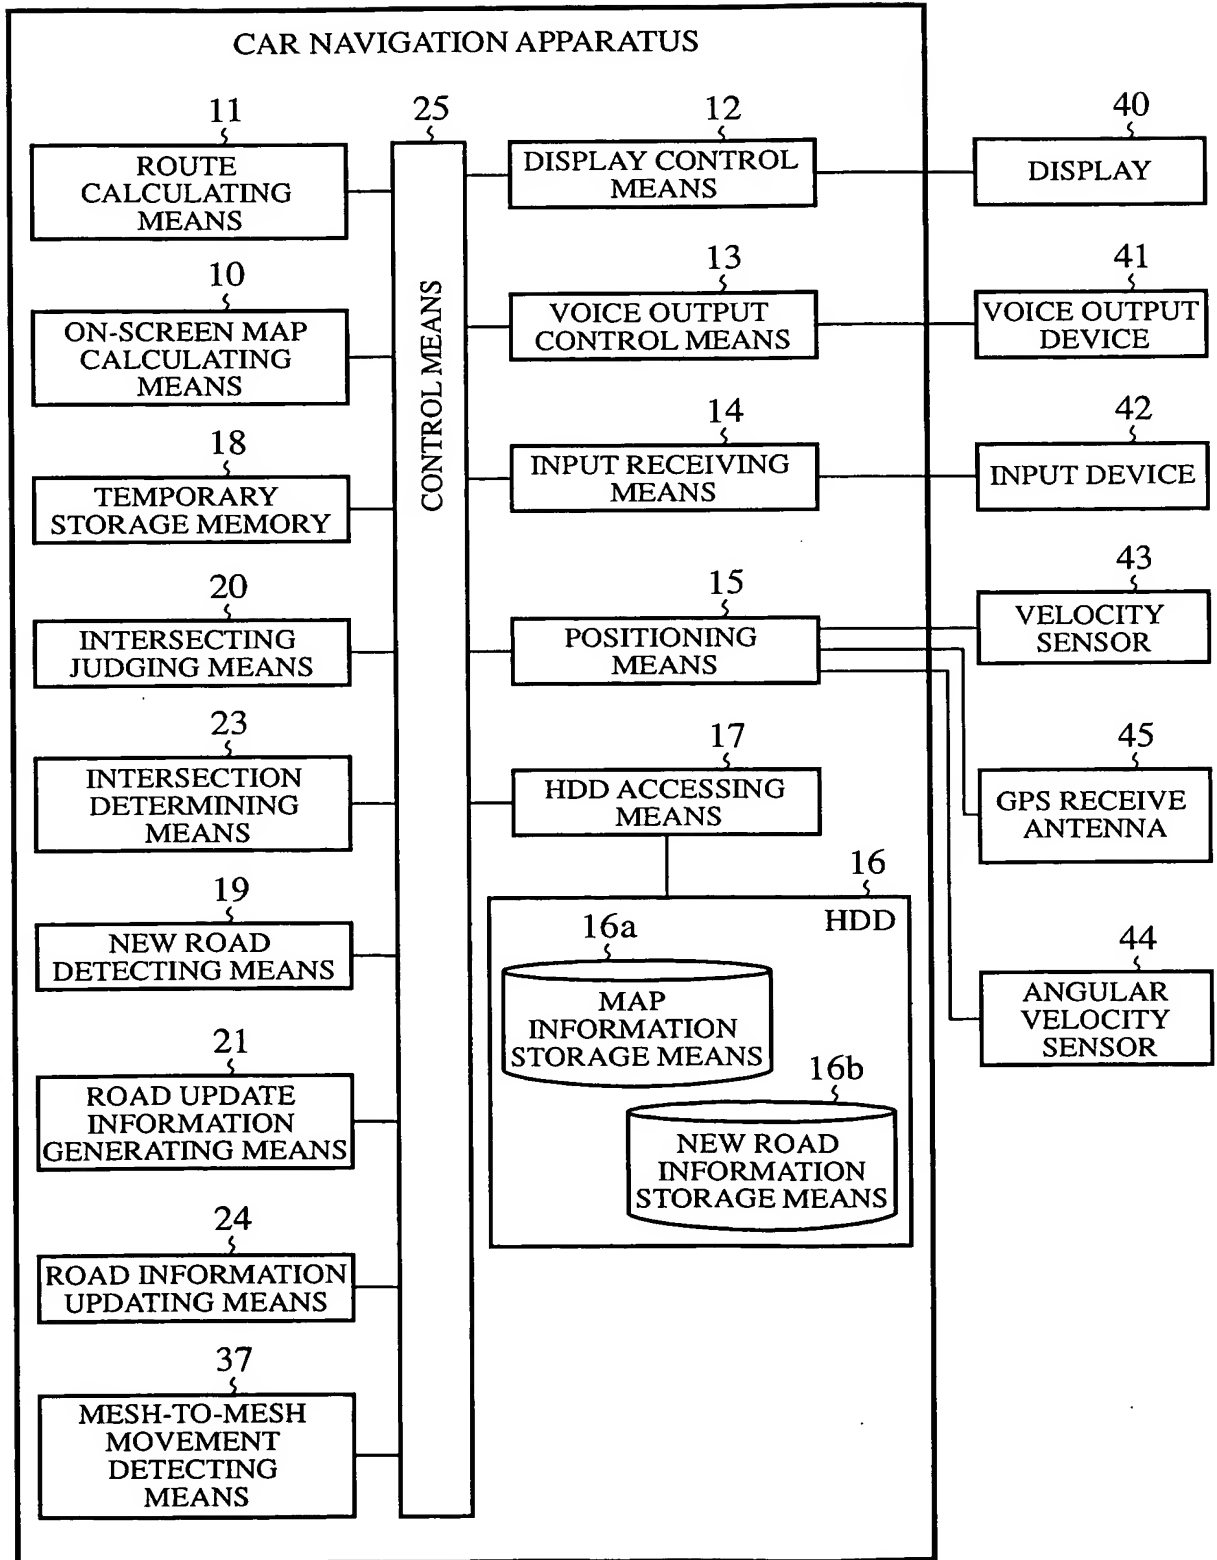 CAR NAVIGATION APPARATUS
11
ROUTE
CALCULATING
MEANS
10
ON-SCREEN MAP
CALCULATING
MEANS
18
TEMPORARY
STORAGE MEMORY
20
INTERSECTING
JUDGING MEANS
23
INTERSECTION
DETERMINING
MEANS
19
NEW ROAD
DETECTING MEANS
21
ROAD UPDATE
INFORMATION
GENERATING MEANS
24
ROAD INFORMATION
UPDATING MEANS
37
MESH-TO-MESH
MOVEMENT
DETECTING
MEANS
25
CONTROL MEANS
12
DISPLAY CONTROL
MEANS
13
VOICE OUTPUT
CONTROL MEANS
14
INPUT RECEIVING
MEANS
15
POSITIONING
MEANS
17
HDD ACCESSING
MEANS
16
HDD
16a
MAP
INFORMATION
STORAGE MEANS
16b
NEW ROAD
INFORMATION
STORAGE MEANS
40
DISPLAY
41
VOICE OUTPUT
DEVICE
42
INPUT DEVICE
43
VELOCITY
SENSOR
45
GPS RECEIVE
ANTENNA
44
ANGULAR
VELOCITY
SENSOR